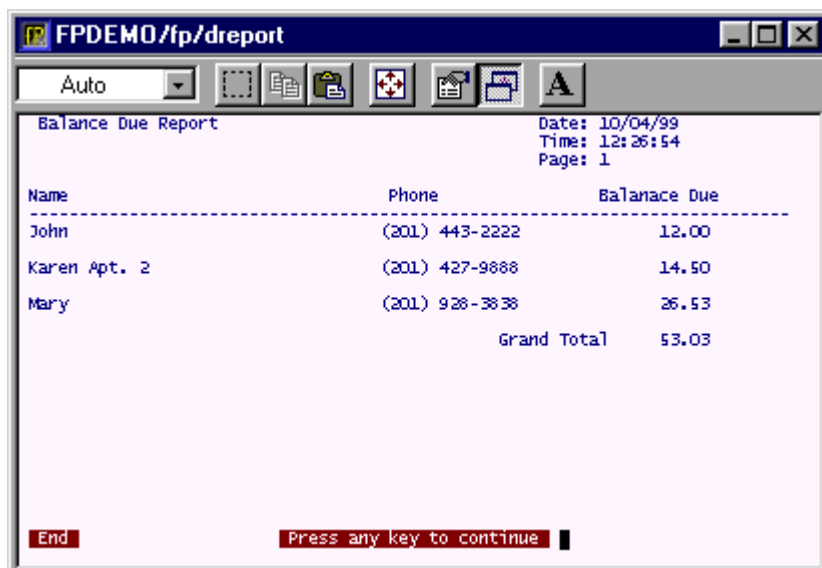 FPDEMO/fp/dreport
Auto
A
Balance Due Report Date: 10/04/99
Time: 12:26:54
Page: 1
Name Phone Balanace Due
--------------------------------------------------------------------------------
John (201) 443-2222 12.00
Karen Apt. 2 (201) 427-9888 14.50
Mary (201) 928-3838 26.53
Grand Total 53.03
End Press any key to continue